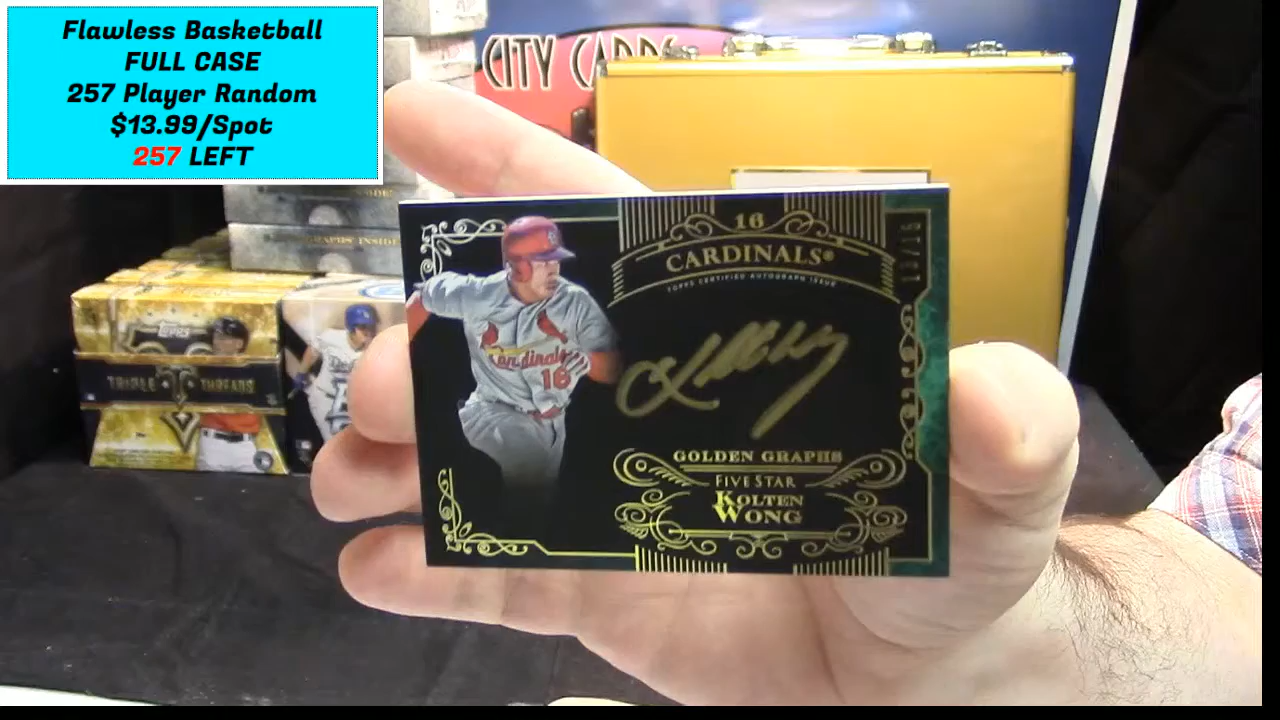 Flawless Basketball
FULL CASE
257 Player Random
$13.99/Spot
257 LEFT
CITY CARDS
16
CARDINALS®
TOPPS CERTIFIED AUTOGRAPH ISSUE
Cardinals
16
GOLDEN GRAPHS
FIVE STAR
KOLTEN
WONG
TOPPS
TRIPLE THREADS